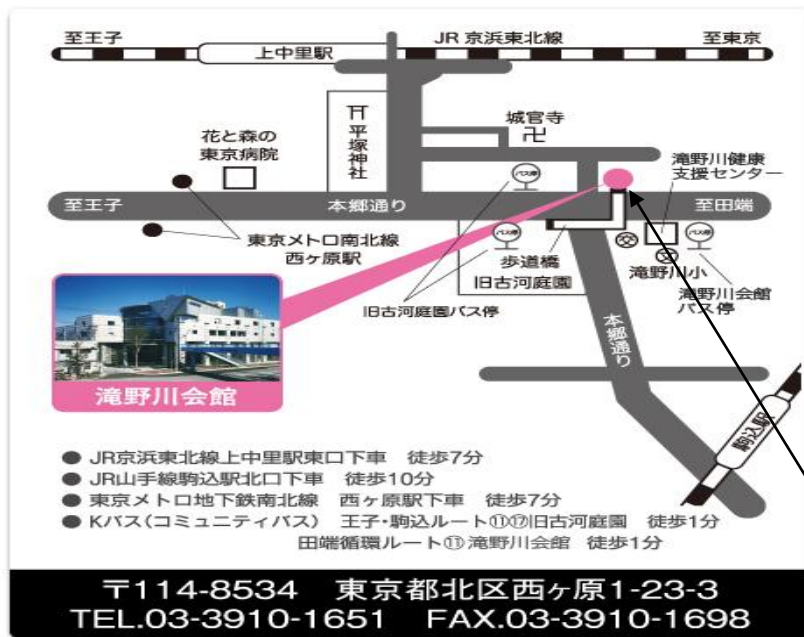 至王子
JR 京浜東北線
至東京
上中里駅
平塚神社
城官寺
花と森の
東京病院
滝野川健康
支援センター
バス停
至王子
本郷通り
至田端
東京メトロ南北線
西ヶ原駅
バス停
歩道橋
旧古河庭園
滝野川小
バス停
滝野川会館
バス停
旧古河庭園バス停
本郷通り
駒込駅
滝野川会館
● JR京浜東北線上中里駅東口下車 徒歩7分
● JR山手線駒込駅北口下車 徒歩10分
● 東京メトロ地下鉄南北線 西ヶ原駅下車 徒歩7分
● Kバス(コミュニティバス) 王子・駒込ルート⑪⑰旧古河庭園 徒歩1分
田端循環ルート⑪滝野川会館 徒歩1分
〒114-8534 東京都北区西ヶ原1-23-3
TEL.03-3910-1651 FAX.03-3910-1698